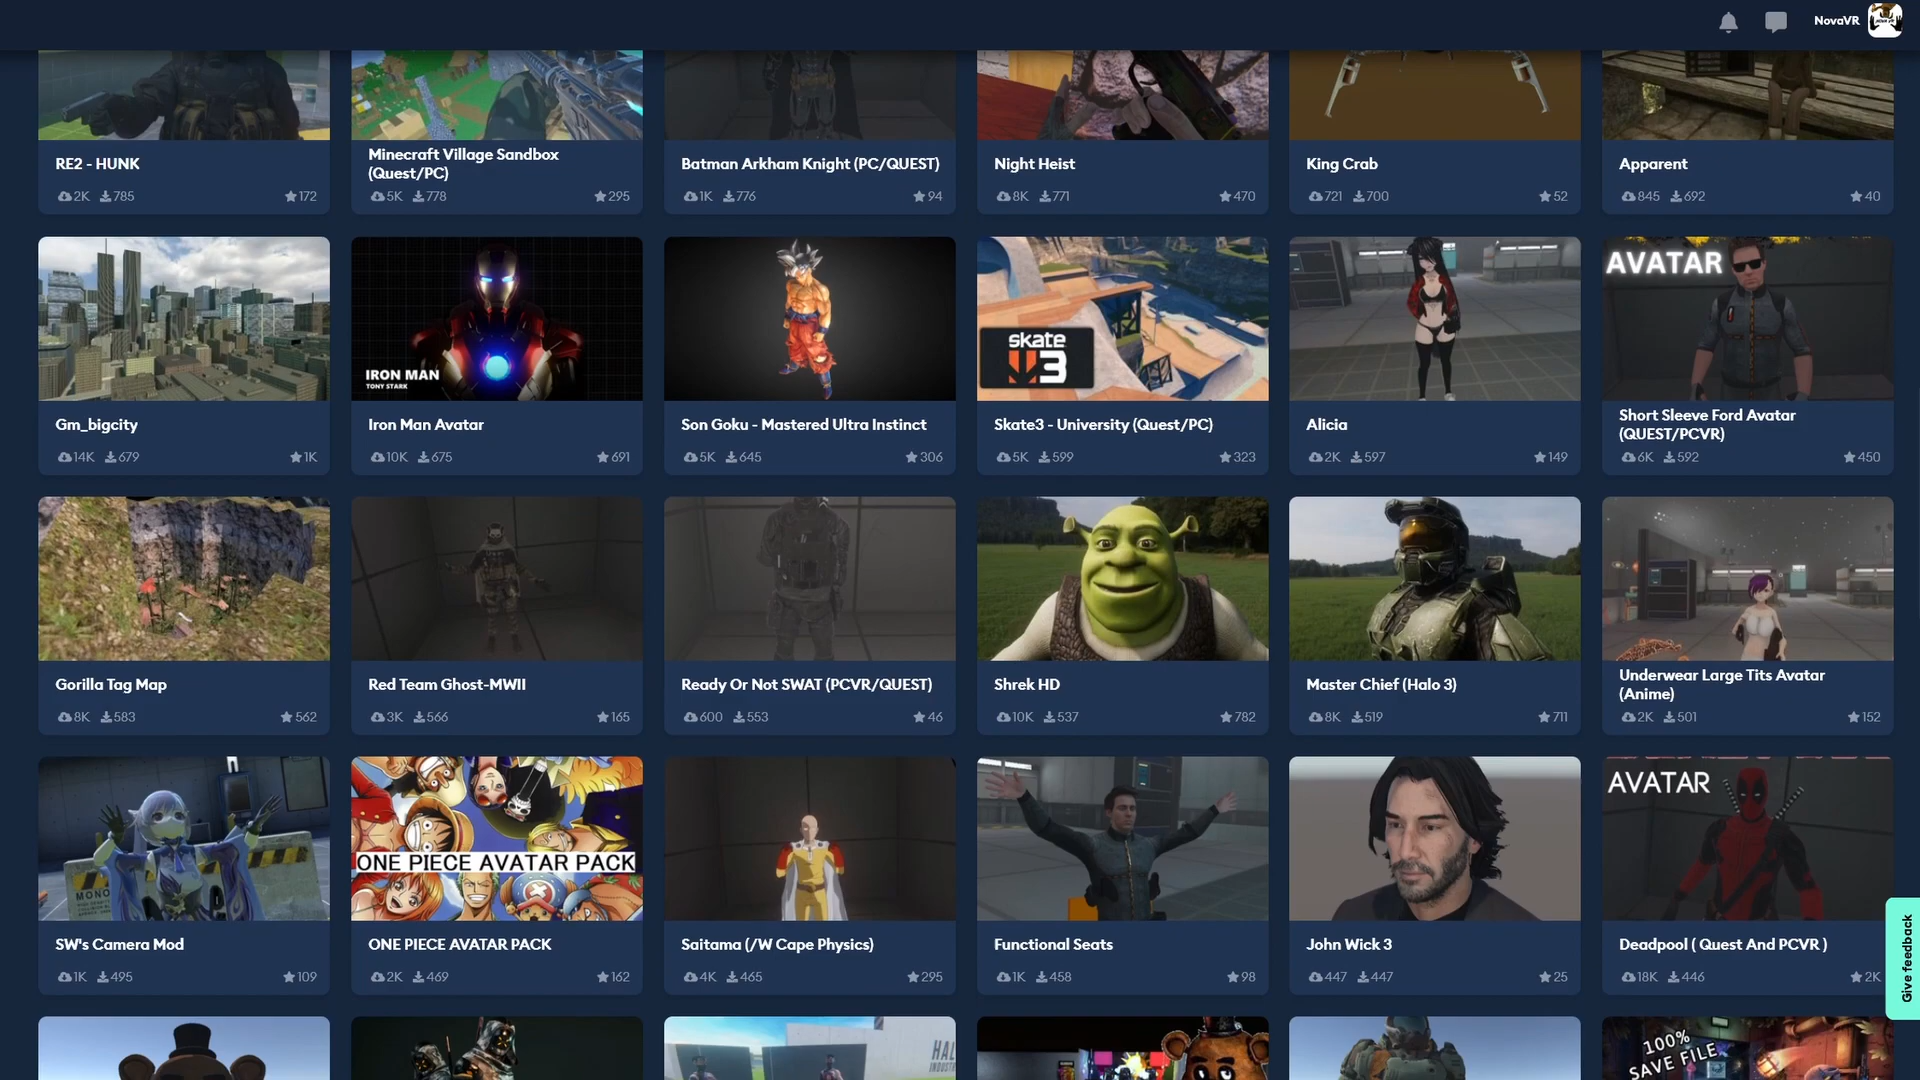 NovaVR
RE2 - HUNK
2K 785 172
Minecraft Village Sandbox
(Quest/PC)
5K 778 295
Batman Arkham Knight (PC/QUEST)
1K 776 94
Night Heist
8K 771 470
King Crab
721 700 52
Apparent
845 692 40
IRON MAN
TONY STARK
skate
3
AVATAR
Gm_bigcity
14K 679 1K
Iron Man Avatar
10K 675 691
Son Goku - Mastered Ultra Instinct
5K 645 306
Skate3 - University (Quest/PC)
5K 599 323
Alicia
2K 597 149
Short Sleeve Ford Avatar
(QUEST/PCVR)
6K 592 450
Gorilla Tag Map
8K 583 562
Red Team Ghost-MWII
3K 566 165
Ready Or Not SWAT (PCVR/QUEST)
600 553 46
Shrek HD
10K 537 782
Master Chief (Halo 3)
8K 519 711
Underwear Large Tits Avatar
(Anime)
2K 501 152
MONO
ONE PIECE AVATAR PACK
AVATAR
SW's Camera Mod
1K 495 109
ONE PIECE AVATAR PACK
2K 469 162
Saitama (/W Cape Physics)
4K 465 295
Functional Seats
1K 458 98
John Wick 3
447 447 25
Deadpool ( Quest And PCVR )
18K 446 2K
Give feedback
100%
SAVE FILE